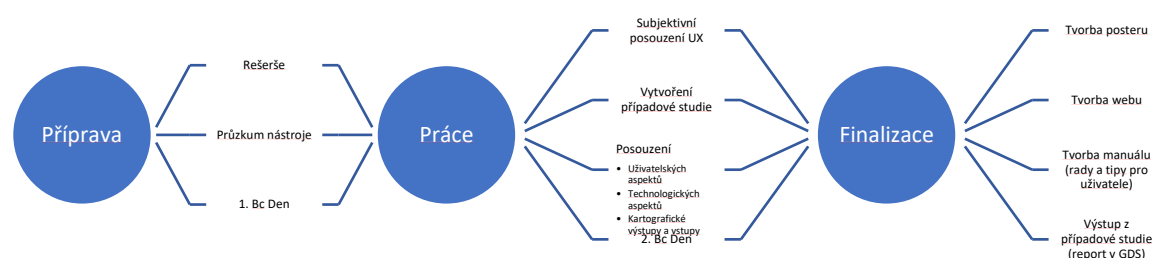 Příprava
Rešerše
Průzkum nástroje
1. Bc Den
Práce
Subjektivní
posouzení UX
Vytvoření
případové studie
Posouzení
• Uživatelských
aspektů
• Technologických
aspektů
• Kartografické
výstupy a vstupy
2. Bc Den
Finalizace
Tvorba posteru
Tvorba webu
Tvorba manuálu
(rady a tipy pro
uživatele)
Výstup z
případové studie
(report v GDS)